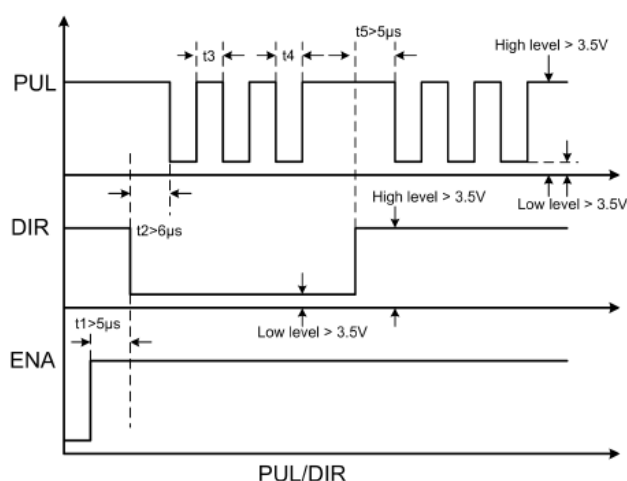 t5>5µs
t3
t4
High level > 3.5V
PUL
Low level > 3.5V
High level > 3.5V
DIR
t2>6µs
t1>5µs
Low level > 3.5V
ENA
PUL/DIR